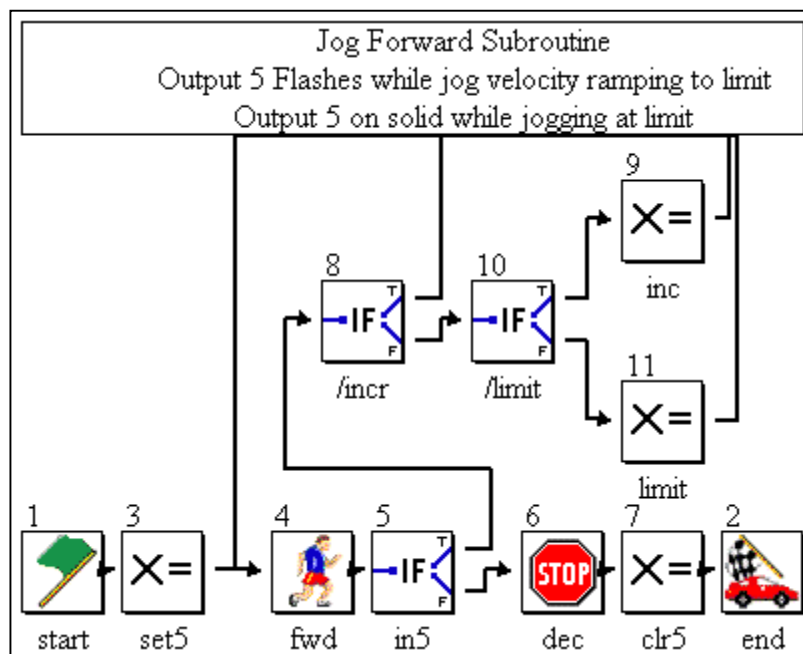 Jog Forward Subroutine
Output 5 Flashes while jog velocity ramping to limit
Output 5 on solid while jogging at limit
9
X=
inc
8
IF
T
F
/incr
10
IF
T
F
/limit
11
X=
limit
1
start
3
X=
set5
4
fwd
5
IF
T
F
in5
6
STOP
dec
7
X=
clr5
2
end